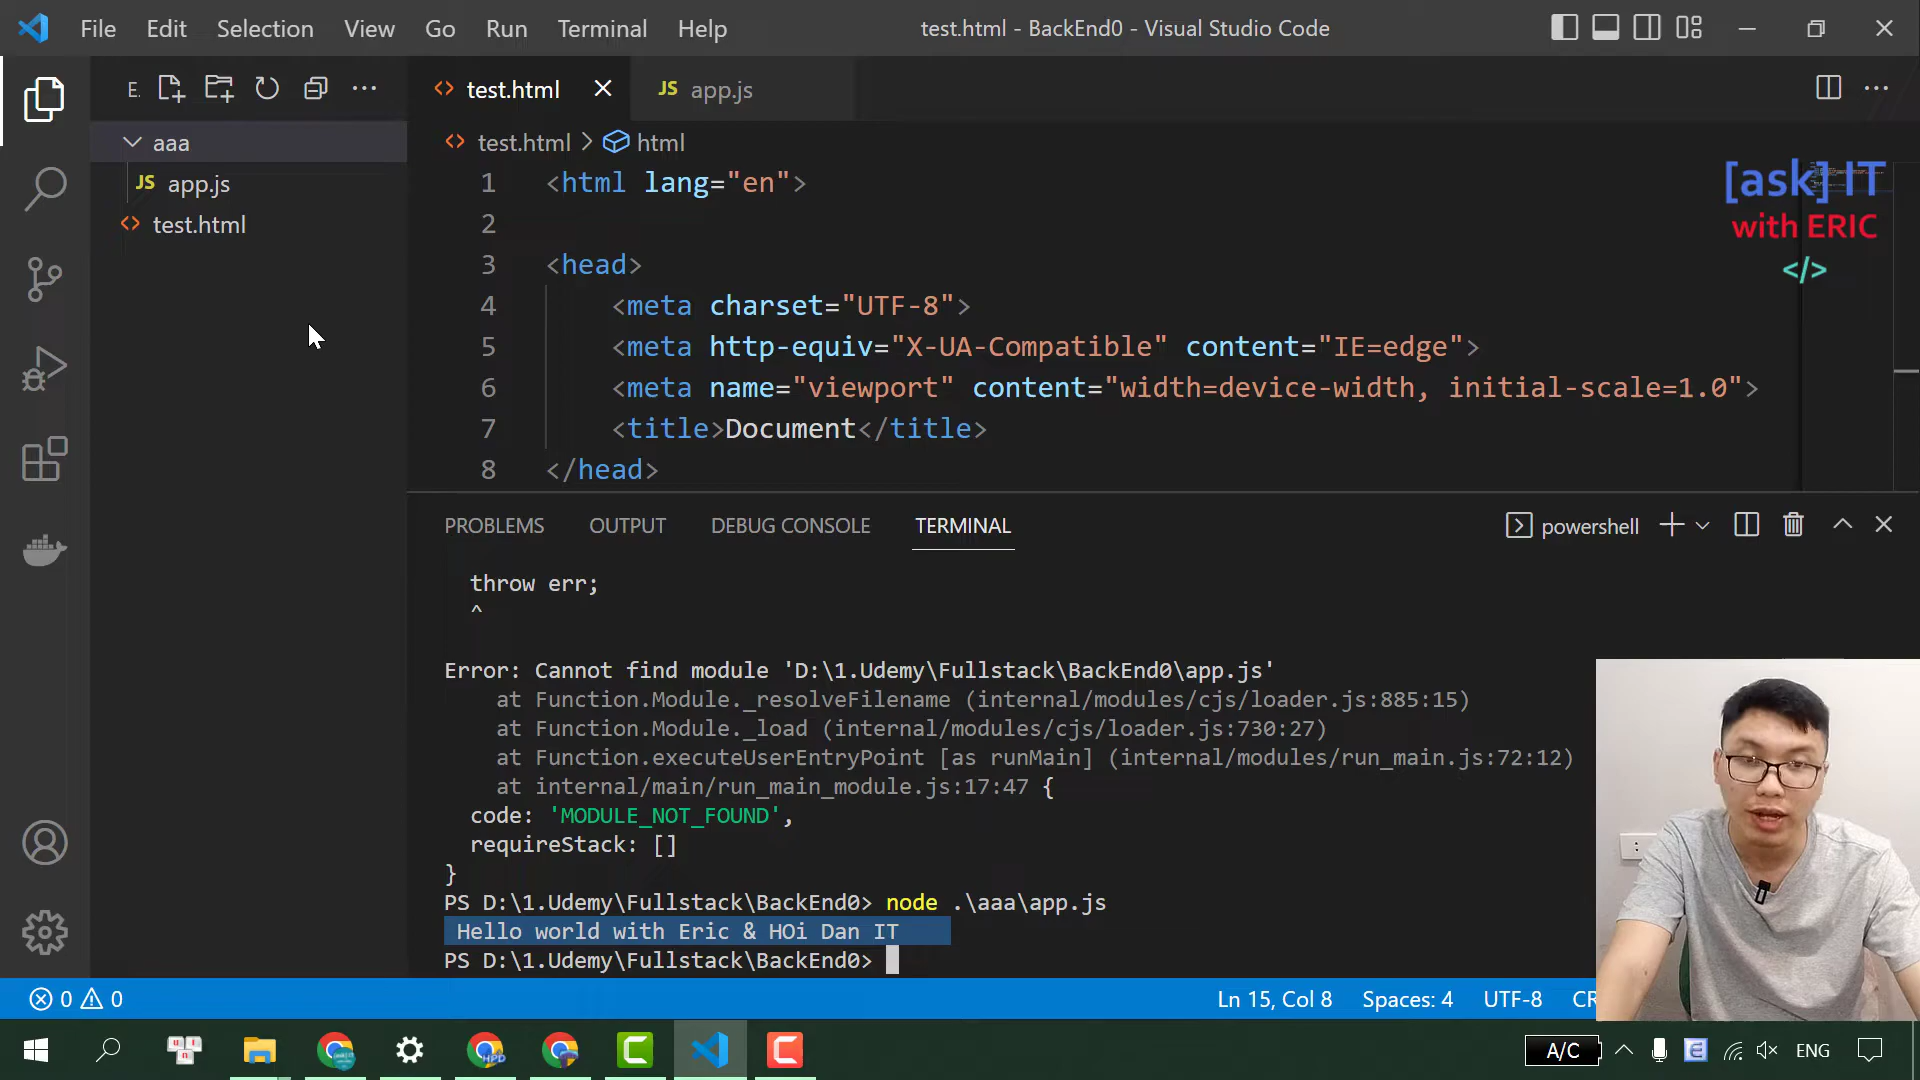 File Edit Selection View Go Run Terminal Help
test.html - BackEnd0 - Visual Studio Code
E.
aaa
JS app.js
test.html
test.html
JS app.js
test.html > html
1 <html lang="en">
2
3 <head>
4 <meta charset="UTF-8">
5 <meta http-equiv="X-UA-Compatible" content="IE=edge">
6 <meta name="viewport" content="width=device-width, initial-scale=1.0">
7 <title>Document</title>
8 </head>
[ask] IT
with ERIC
</>
PROBLEMS OUTPUT DEBUG CONSOLE TERMINAL
powershell
throw err;
^
Error: Cannot find module 'D:\1.Udemy\Fullstack\BackEnd0\app.js'
at Function.Module._resolveFilename (internal/modules/cjs/loader.js:885:15)
at Function.Module._load (internal/modules/cjs/loader.js:730:27)
at Function.executeUserEntryPoint [as runMain] (internal/modules/run_main.js:72:12)
at internal/main/run_main_module.js:17:47 {
code: 'MODULE_NOT_FOUND',
requireStack: []
}
PS D:\1.Udemy\Fullstack\BackEnd0> node .\aaa\app.js
Hello world with Eric & HOi Dan IT
PS D:\1.Udemy\Fullstack\BackEnd0>
0 0
Ln 15, Col 8 Spaces: 4 UTF-8 CR
A/C
ENG